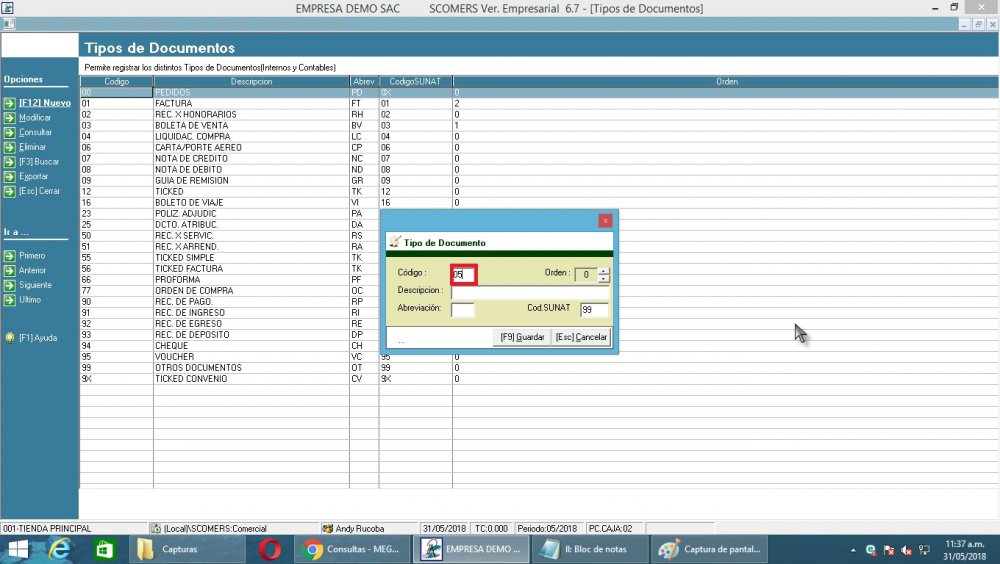 EMPRESA DEMO SAC SCOMERS Ver. Empresarial 6.7 - [Tipos de Documentos]
Tipos de Documentos
Permite registrar los distintos Tipos de Documentos(Internos y Contables)
Opciones
[F12] Nuevo
Modificar
Consultar
Eliminar
[F3] Buscar
Exportar
[Esc] Cerrar
Ir a ...
Primero
Anterior
Siguiente
Ultimo
[F1] Ayuda
Codigo Descripcion Abrev CodigoSUNAT Orden
00 PEDIDOS PD 0X 0
01 FACTURA FT 01 2
02 REC. X HONORARIOS RH 02 0
03 BOLETA DE VENTA BV 03 1
04 LIQUIDAC. COMPRA LC 04 0
06 CARTA/PORTE AEREO CP 06 0
07 NOTA DE CREDITO NC 07 0
08 NOTA DE DEBITO ND 08 0
09 GUIA DE REMISION GR 09 0
12 TICKED TK 12 0
16 BOLETO DE VIAJE VI 16 0
23 POLIZ. ADJUDIC PA
25 DCTO. ATRIBUC. DA
50 REC. X SERVIC. RS
51 REC. X ARREND. RA
55 TICKED SIMPLE TK
56 TICKED FACTURA TK
66 PROFORMA PF
77 ORDEN DE COMPRA OC
90 REC. DE PAGO. RP
91 REC. DE INGRESO RI
92 REC. DE EGRESO RE
93 REC. DE DEPOSITO DP
94 CHEQUE CH
95 VOUCHER VC 95 0
99 OTROS DOCUMENTOS OT 99 0
9X TICKED CONVENIO CV 9X 0
Tipo de Documento
Código : 05 Orden : 0
Descripcion :
Abreviación: Cod.SUNAT 99
... [F9] Guardar [Esc] Cancelar
001-TIENDA PRINCIPAL (Local)\SCOMERS:Comercial Andy Rucoba 31/05/2018 TC:0.000 Periodo:05/2018 PC.CAJA:02
Capturas Consultas - MEG... EMPRESA DEMO ... II: Bloc de notas Captura de pantal...
11:37 a.m.
31/05/2018